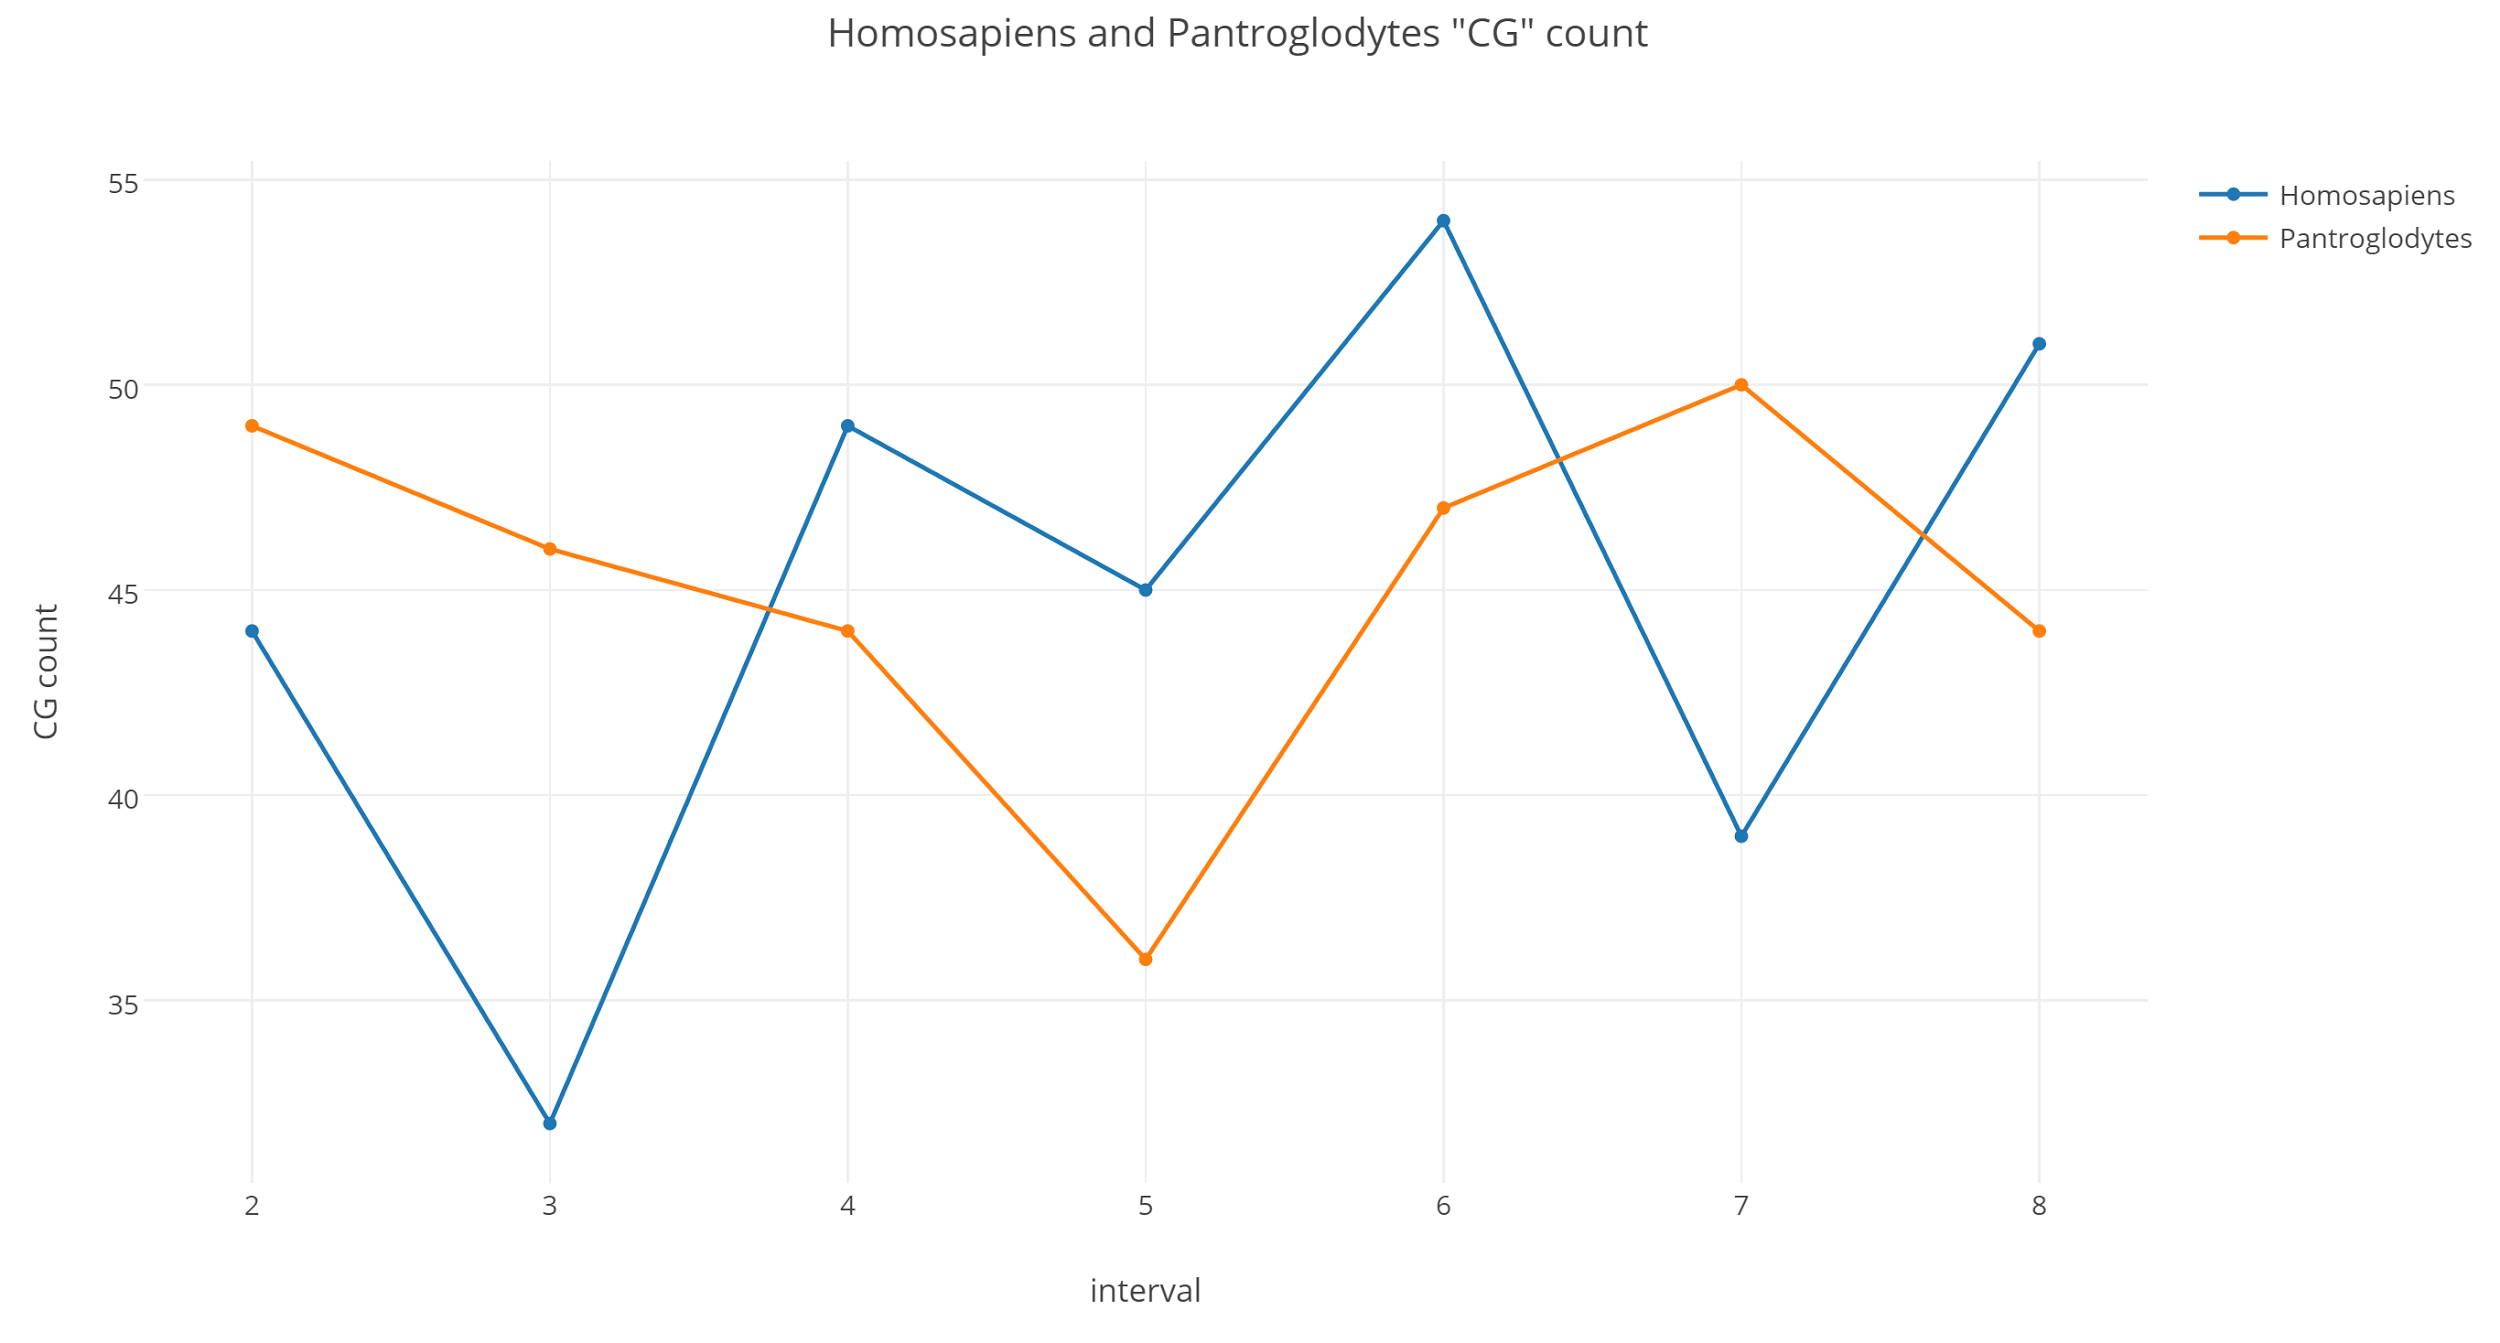 Homosapiens and Pantroglodytes "CG" count
Homosapiens
Pantroglodytes
CG count
55
50
45
40
35
2 3 4 5 6 7 8
interval